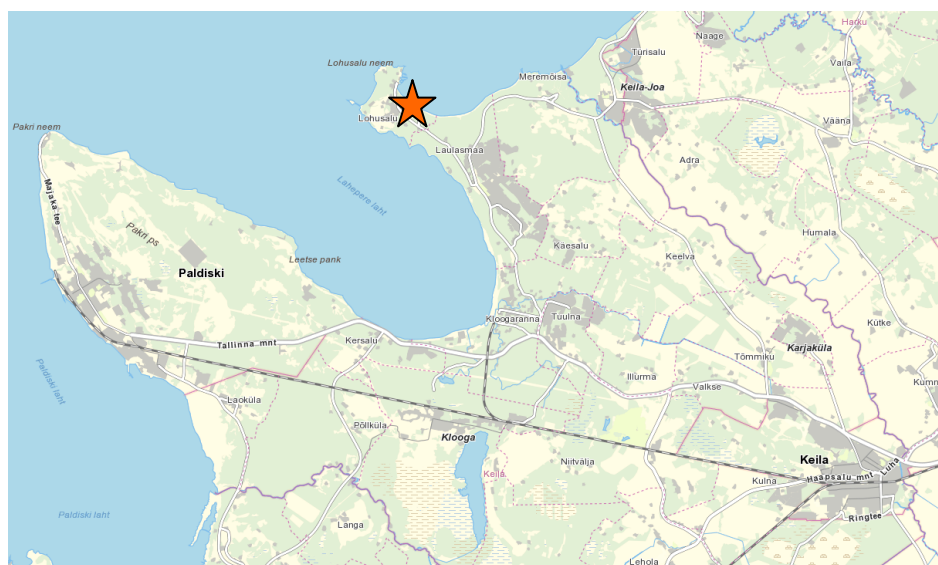 Harku
Naage
Türisalu
Vaila
Lohusalu neem
Meremõisa
Keila-Joa
Lohusalu
Vääna
Pakri neem
Laulasmaa
Adra
Lahepere laht
Majaka tee
Pakri ps
Humala
Kaesalu
Keelva
Leetse pank
Paldiski
Kloogaranna
Tuulna
Kütke
Tallinna mnt
Kersalu
Karjaküla
Tõmmiku
Paldiski laht
Illurma
Valkse
Kumn
Laoküla
Põllküla
Klooga
Keila
Niitvälja
Keila
Luha
Kulna
Haapsalu mnt
Paldiski laht
Langa
Ringtee
Lehola